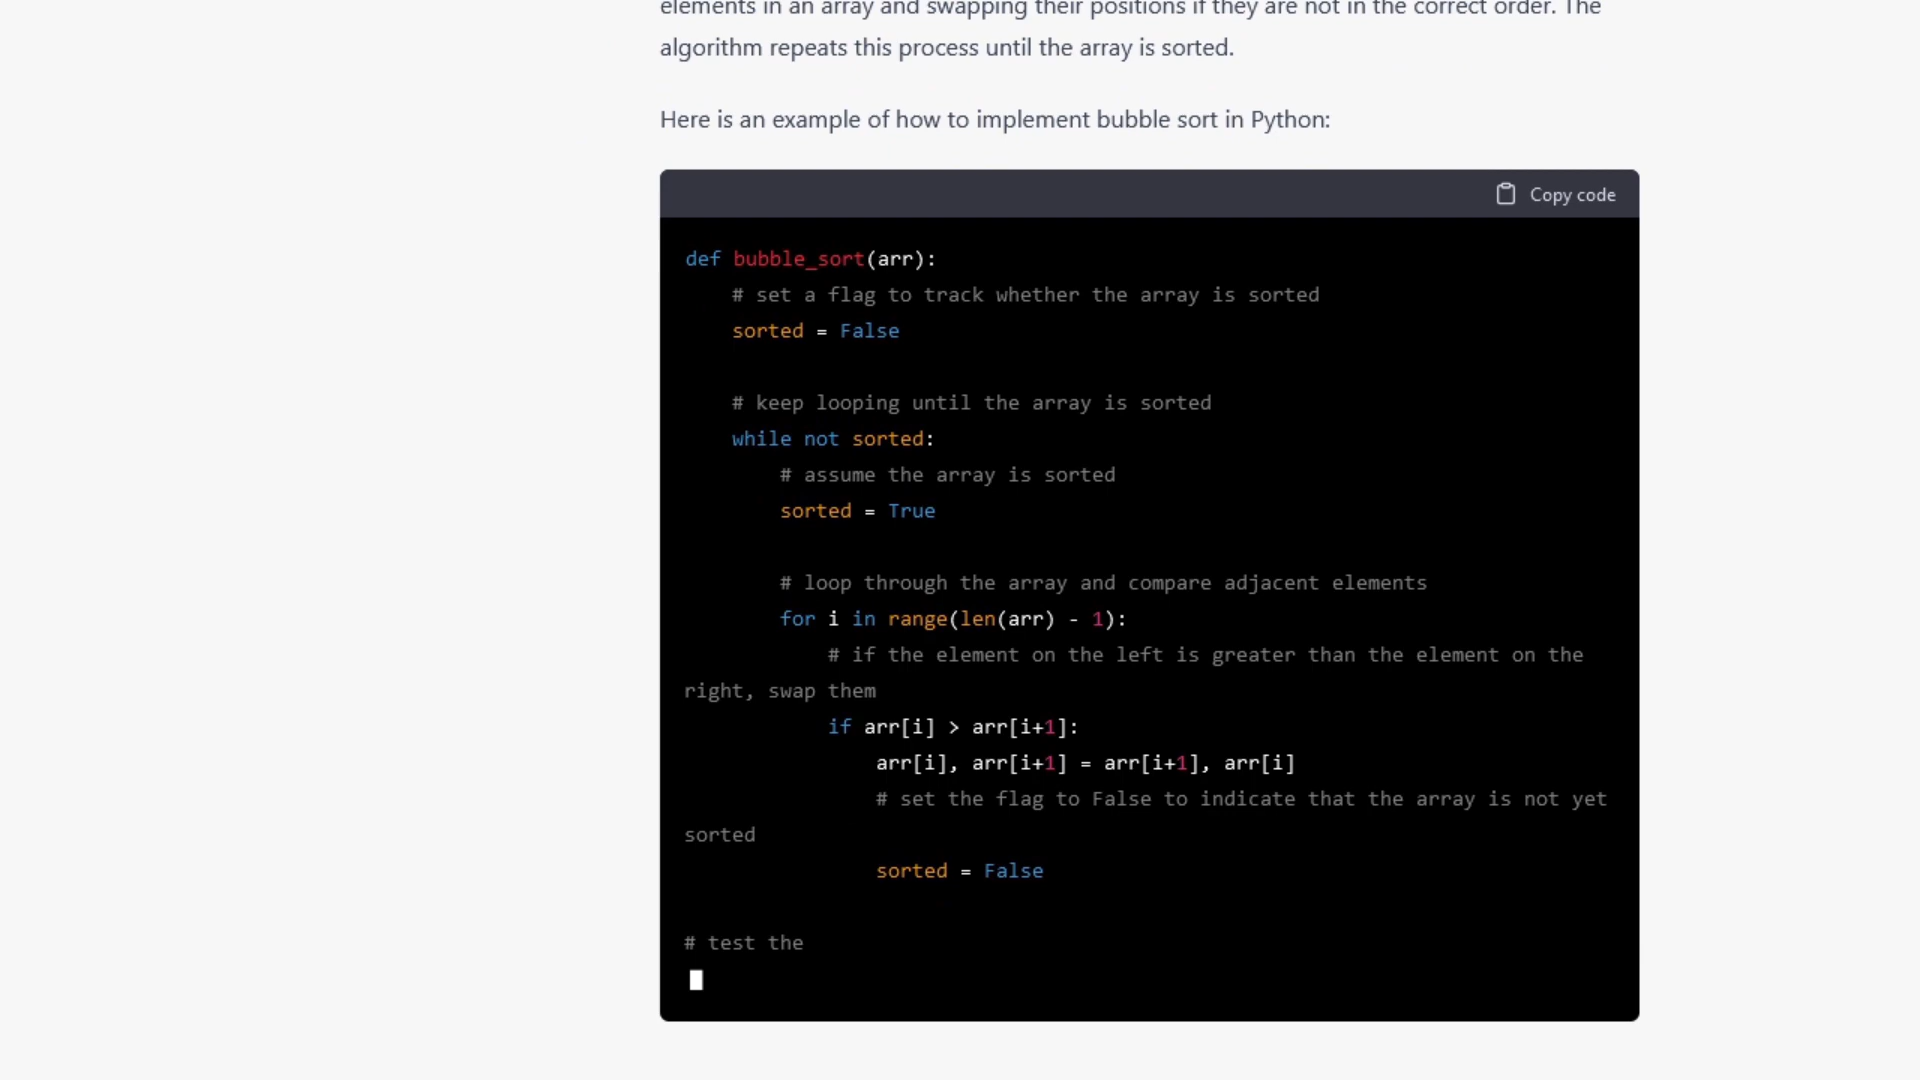 elements in an array and swapping their positions if they are not in the correct order. The
algorithm repeats this process until the array is sorted.
Here is an example of how to implement bubble sort in Python:
Copy code
def bubble_sort(arr):
    # set a flag to track whether the array is sorted
    sorted = False
    # keep looping until the array is sorted
    while not sorted:
        # assume the array is sorted
        sorted = True
        # loop through the array and compare adjacent elements
        for i in range(len(arr) - 1):
            # if the element on the left is greater than the element on the
right, swap them
            if arr[i] > arr[i+1]:
                arr[i], arr[i+1] = arr[i+1], arr[i]
                # set the flag to False to indicate that the array is not yet
sorted
                sorted = False
# test the